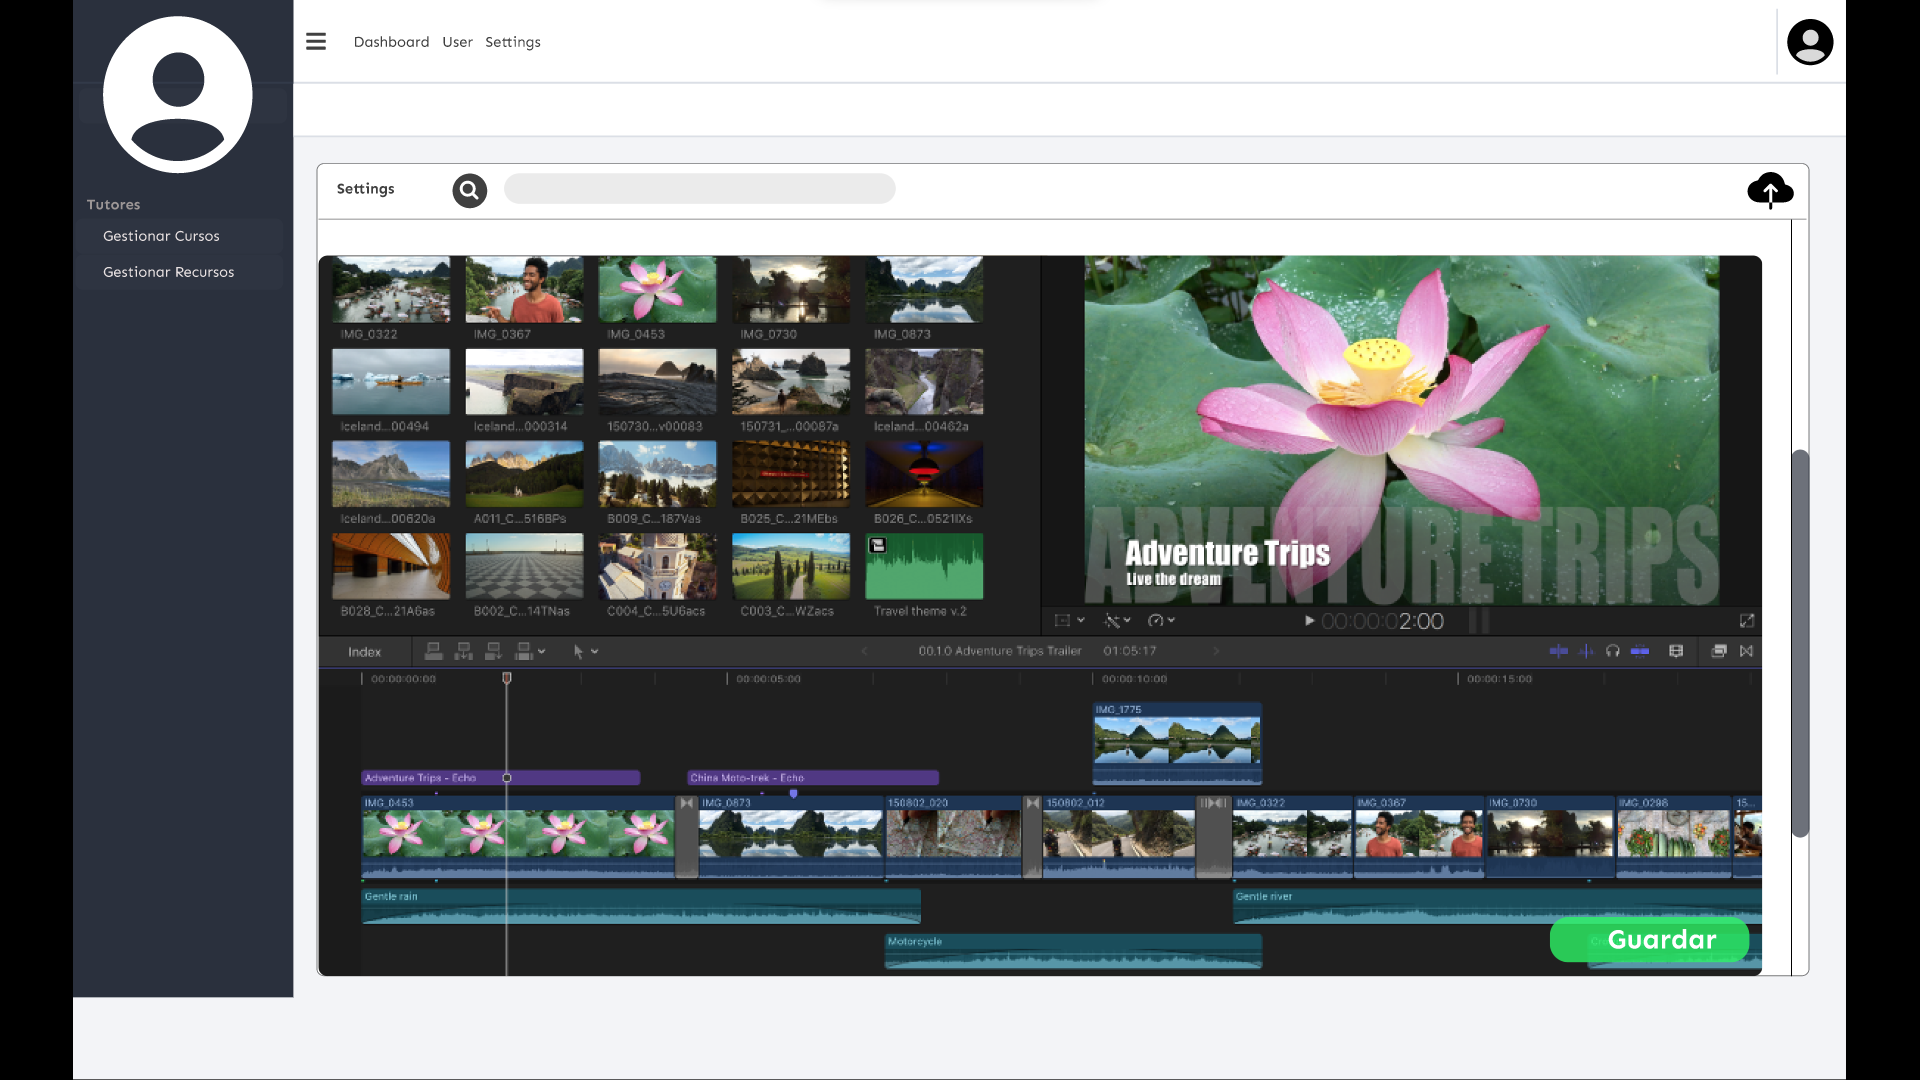 Dashboard User Settings
Tutores
Gestionar Cursos
Gestionar Recursos
Settings
IMG_0322 IMG_0367 IMG_0453 IMG_0730 IMG_0873
Iceland...00494 Iceland...000314 150730...v00083 150731_...00087a Iceland...00462a
Iceland...00620a A011_C...516BPs B009_C...187Vas B025_C...21MEbs B026_C...0521IXs
B028_C...21A6as B002_C...14TNas C004_C...5U6acs C003_C...WZacs Travel theme v.2
ADVENTURE TRIPS
Adventure Trips
Live the dream
00:00:02:00
Index 00.1.0 Adventure Trips Trailer 01:05:17
00:00:00:00 00:00:05:00 00:00:10:00 00:00:15:00
IMG_1775
Adventure Trips - Echo China Moto-trek - Echo
IMG_0453 IMG_0873 150802_020 150802_012 IMG_0322 IMG_0367 IMG_0730 IMG_0298 15...
Gentle rain Gentle river
Motorcycle
Guardar